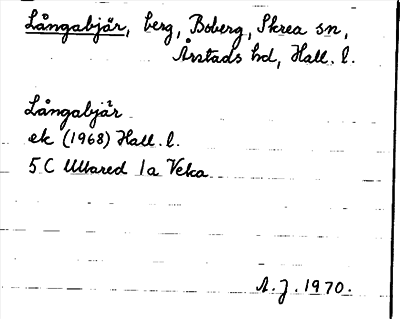 Långabjär, berg, Boberg, Skrea sn,
Årstads hd, Hall. l.
Långabjär
ek (1968) Hall. l.
5 C Ullared 1a Veka
A. J. 1970.